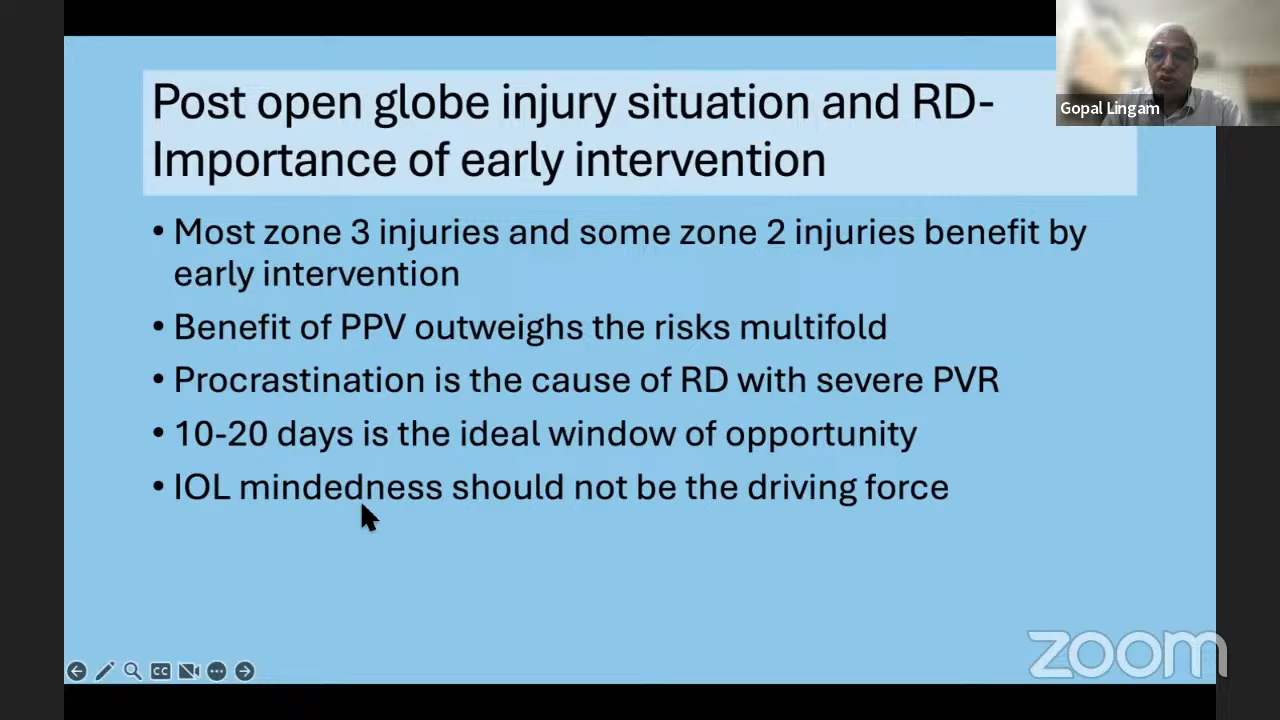 Post open globe injury situation and RD-
Importance of early intervention
Gopal Lingam
• Most zone 3 injuries and some zone 2 injuries benefit by
early intervention
• Benefit of PPV outweighs the risks multifold
• Procrastination is the cause of RD with severe PVR
• 10-20 days is the ideal window of opportunity
• IOL mindedness should not be the driving force
CC
zoom